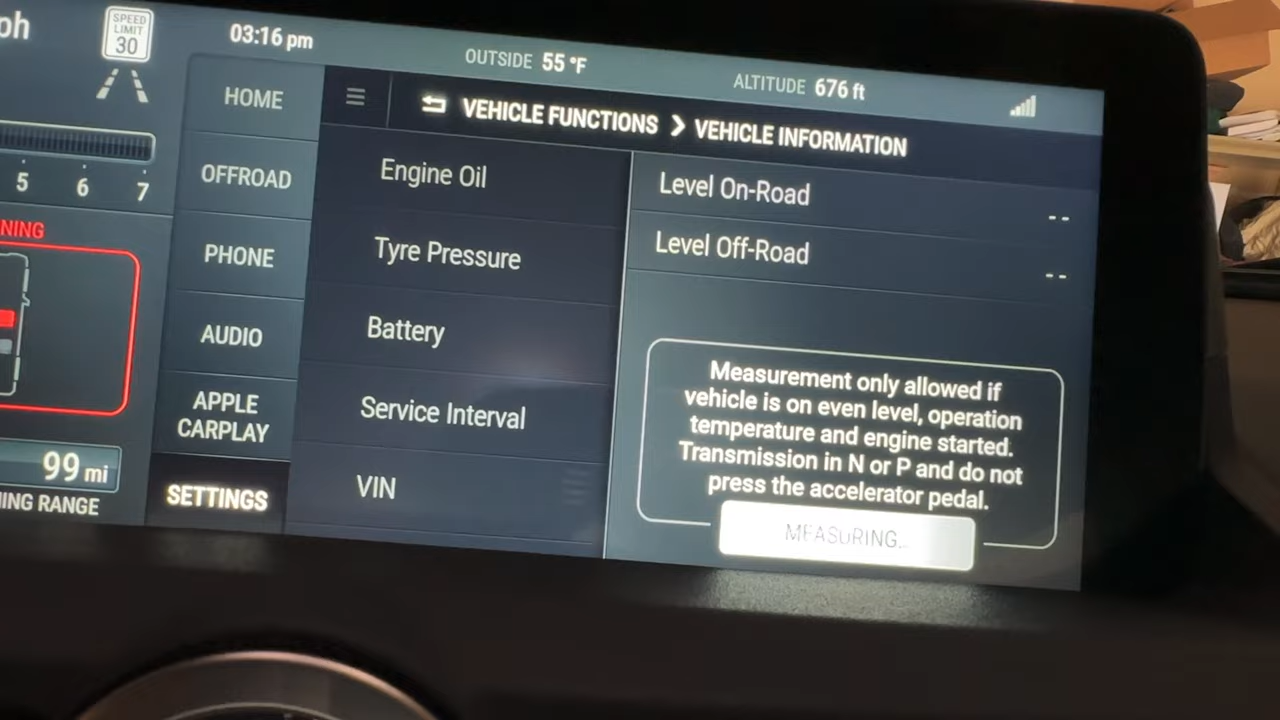 ph
SPEED
LIMIT
30
03:16 pm
OUTSIDE 55 °F
ALTITUDE 676 ft
HOME
VEHICLE FUNCTIONS > VEHICLE INFORMATION
5 6 7
NING
OFFROAD
PHONE
AUDIO
APPLE
CARPLAY
SETTINGS
99 mi
ING RANGE
Engine Oil
Tyre Pressure
Battery
Service Interval
VIN
Level On-Road
--
Level Off-Road
--
Measurement only allowed if
vehicle is on even level, operation
temperature and engine started.
Transmission in N or P and do not
press the accelerator pedal.
MEASURING...